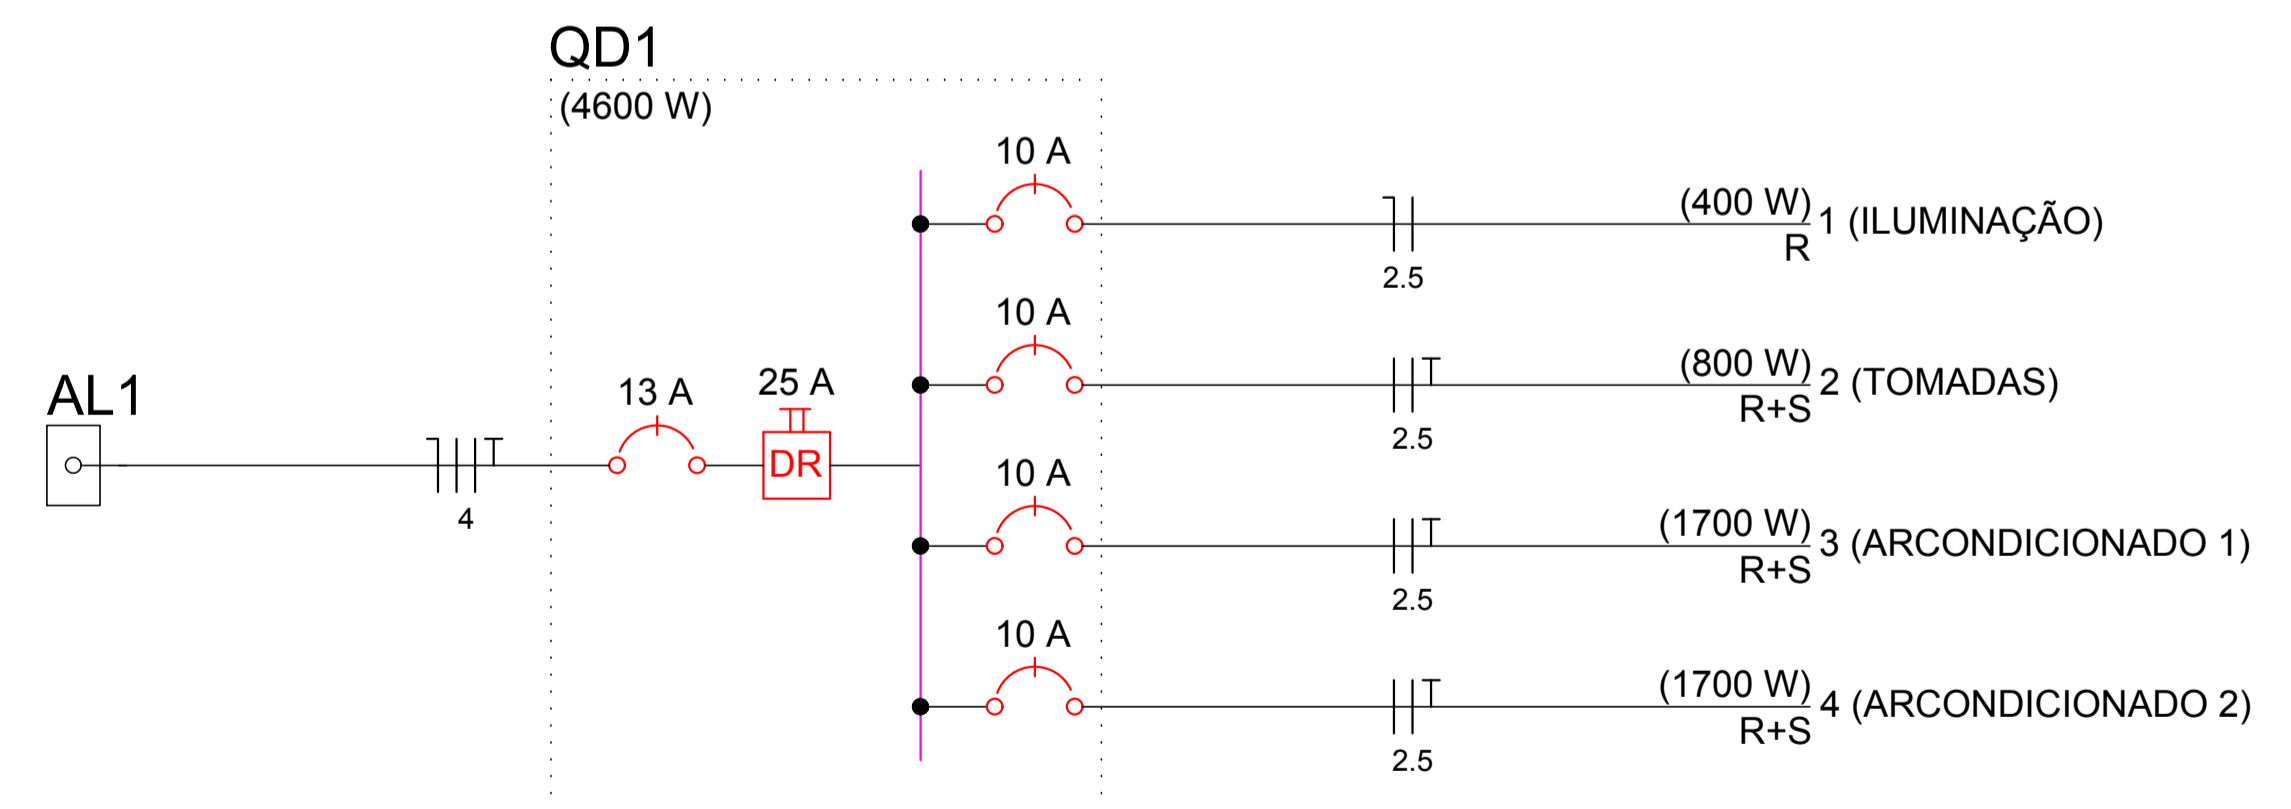 QD1
(4600 W)
10 A
(400 W)
1 (ILUMINAÇÃO)
R
2.5
10 A
(800 W)
2 (TOMADAS)
R+S
2.5
AL1
4
13 A
25 A
DR
10 A
(1700 W)
3 (ARCONDICIONADO 1)
R+S
2.5
10 A
(1700 W)
4 (ARCONDICIONADO 2)
R+S
2.5